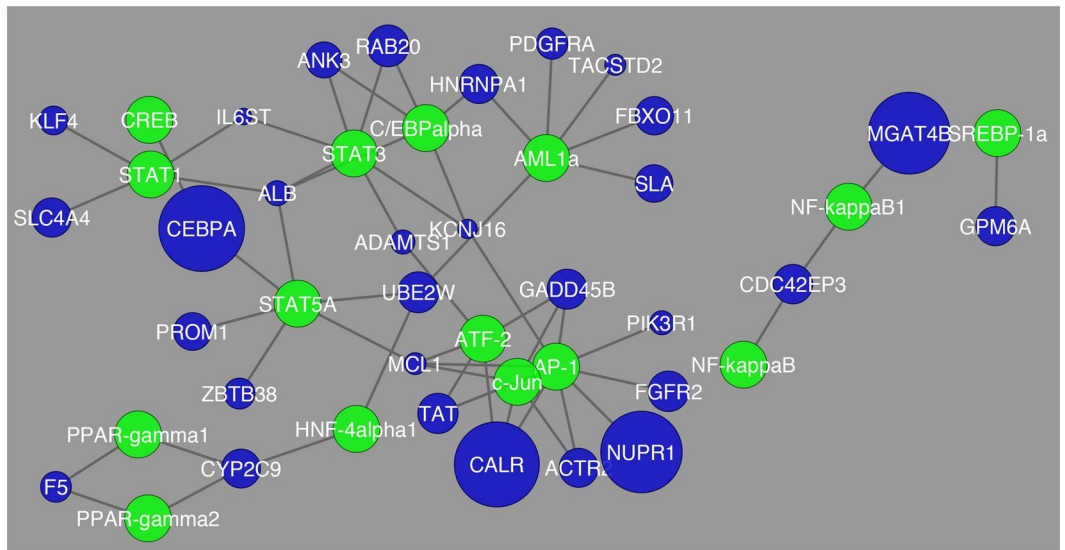 PDGFRA
RAB20
ANK3
TACSTD2
HNRNPA1
FBXO11
KLF4
CREB
IL6ST
C/EBPalpha
MGAT4B
SREBP-1a
STAT3
AML1a
STAT1
SLA
ALB
NF-kappaB1
SLC4A4
CEBPA
KCNJ16
GPM6A
ADAMTS1
CDC42EP3
UBE2W
GADD45B
STAT5A
PROM1
PIK3R1
ATF-2
MCL1
AP-1
NF-kappaB
c-Jun
ZBTB38
FGFR2
TAT
PPAR-gamma1
HNF-4alpha1
NUPR1
CALR
CYP2C9
ACTR2
F5
PPAR-gamma2